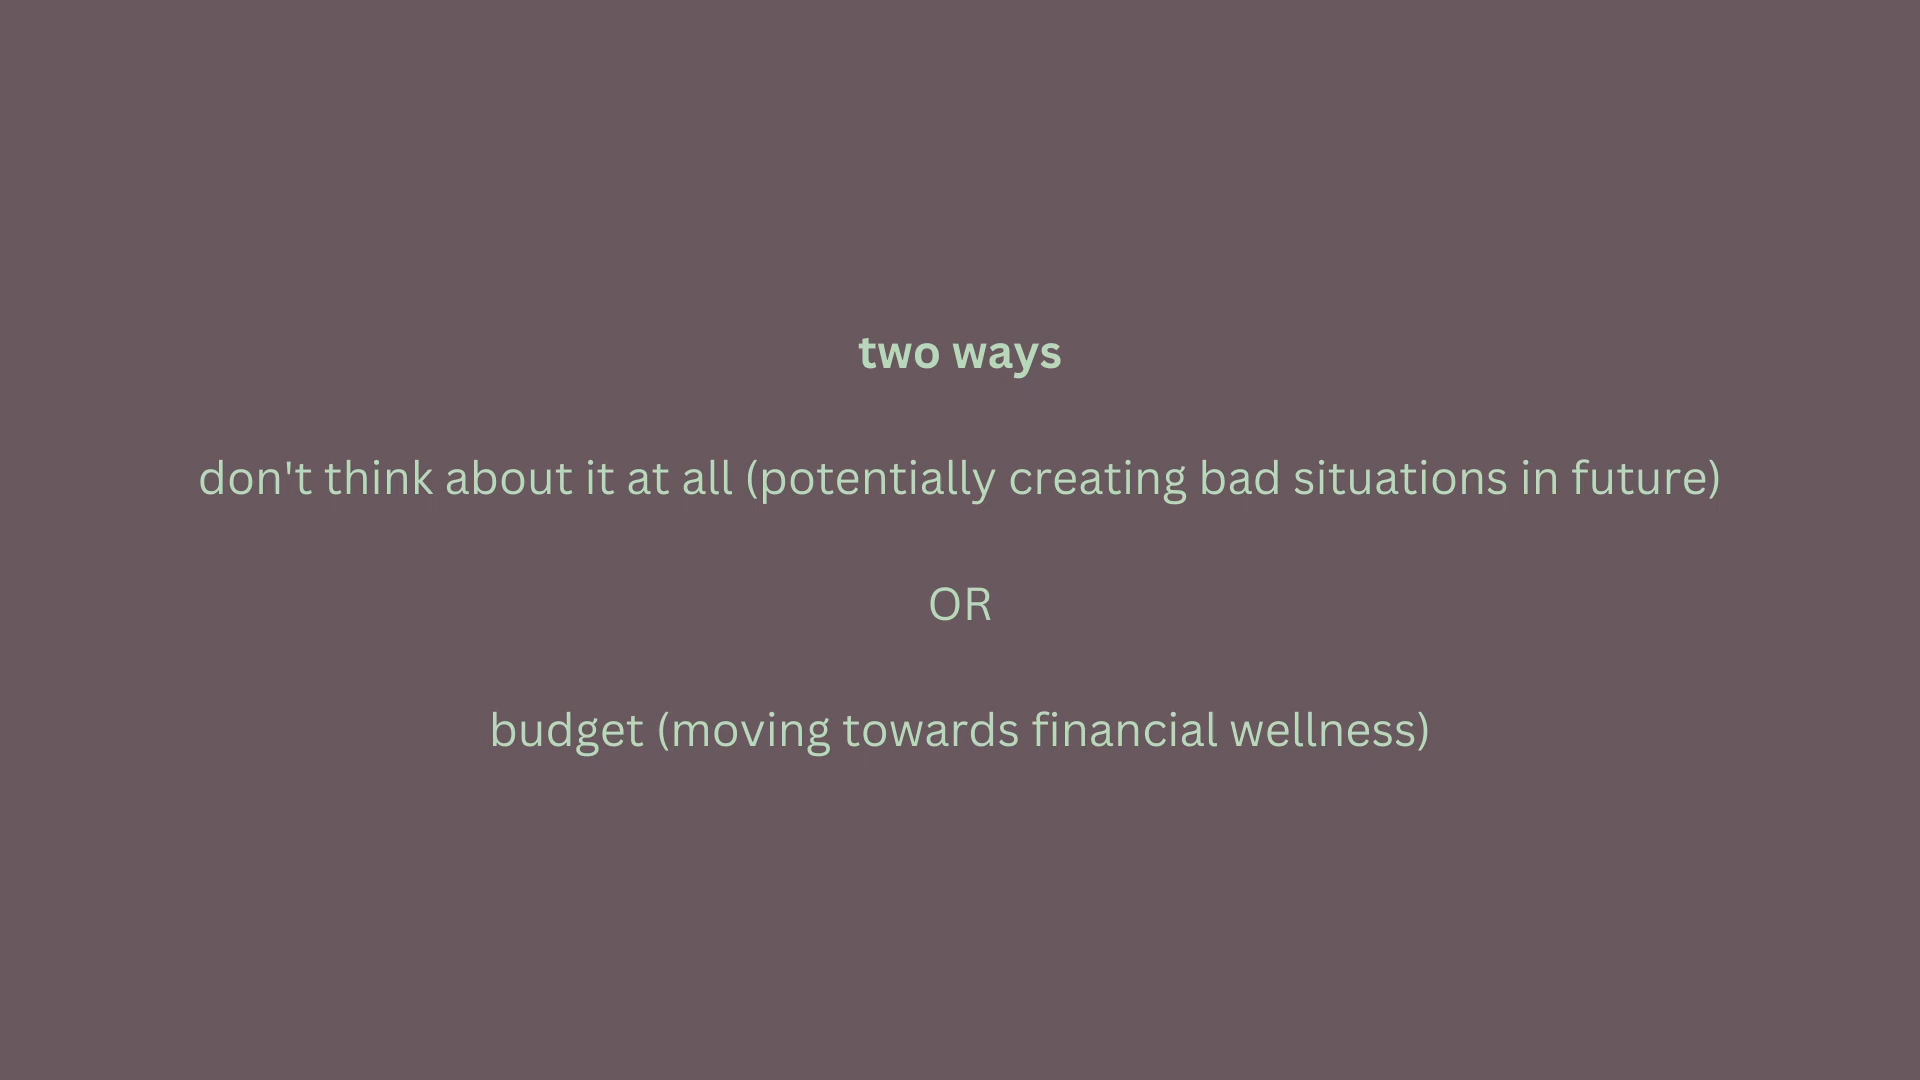 two ways
don't think about it at all (potentially creating bad situations in future)
OR
budget (moving towards financial wellness)